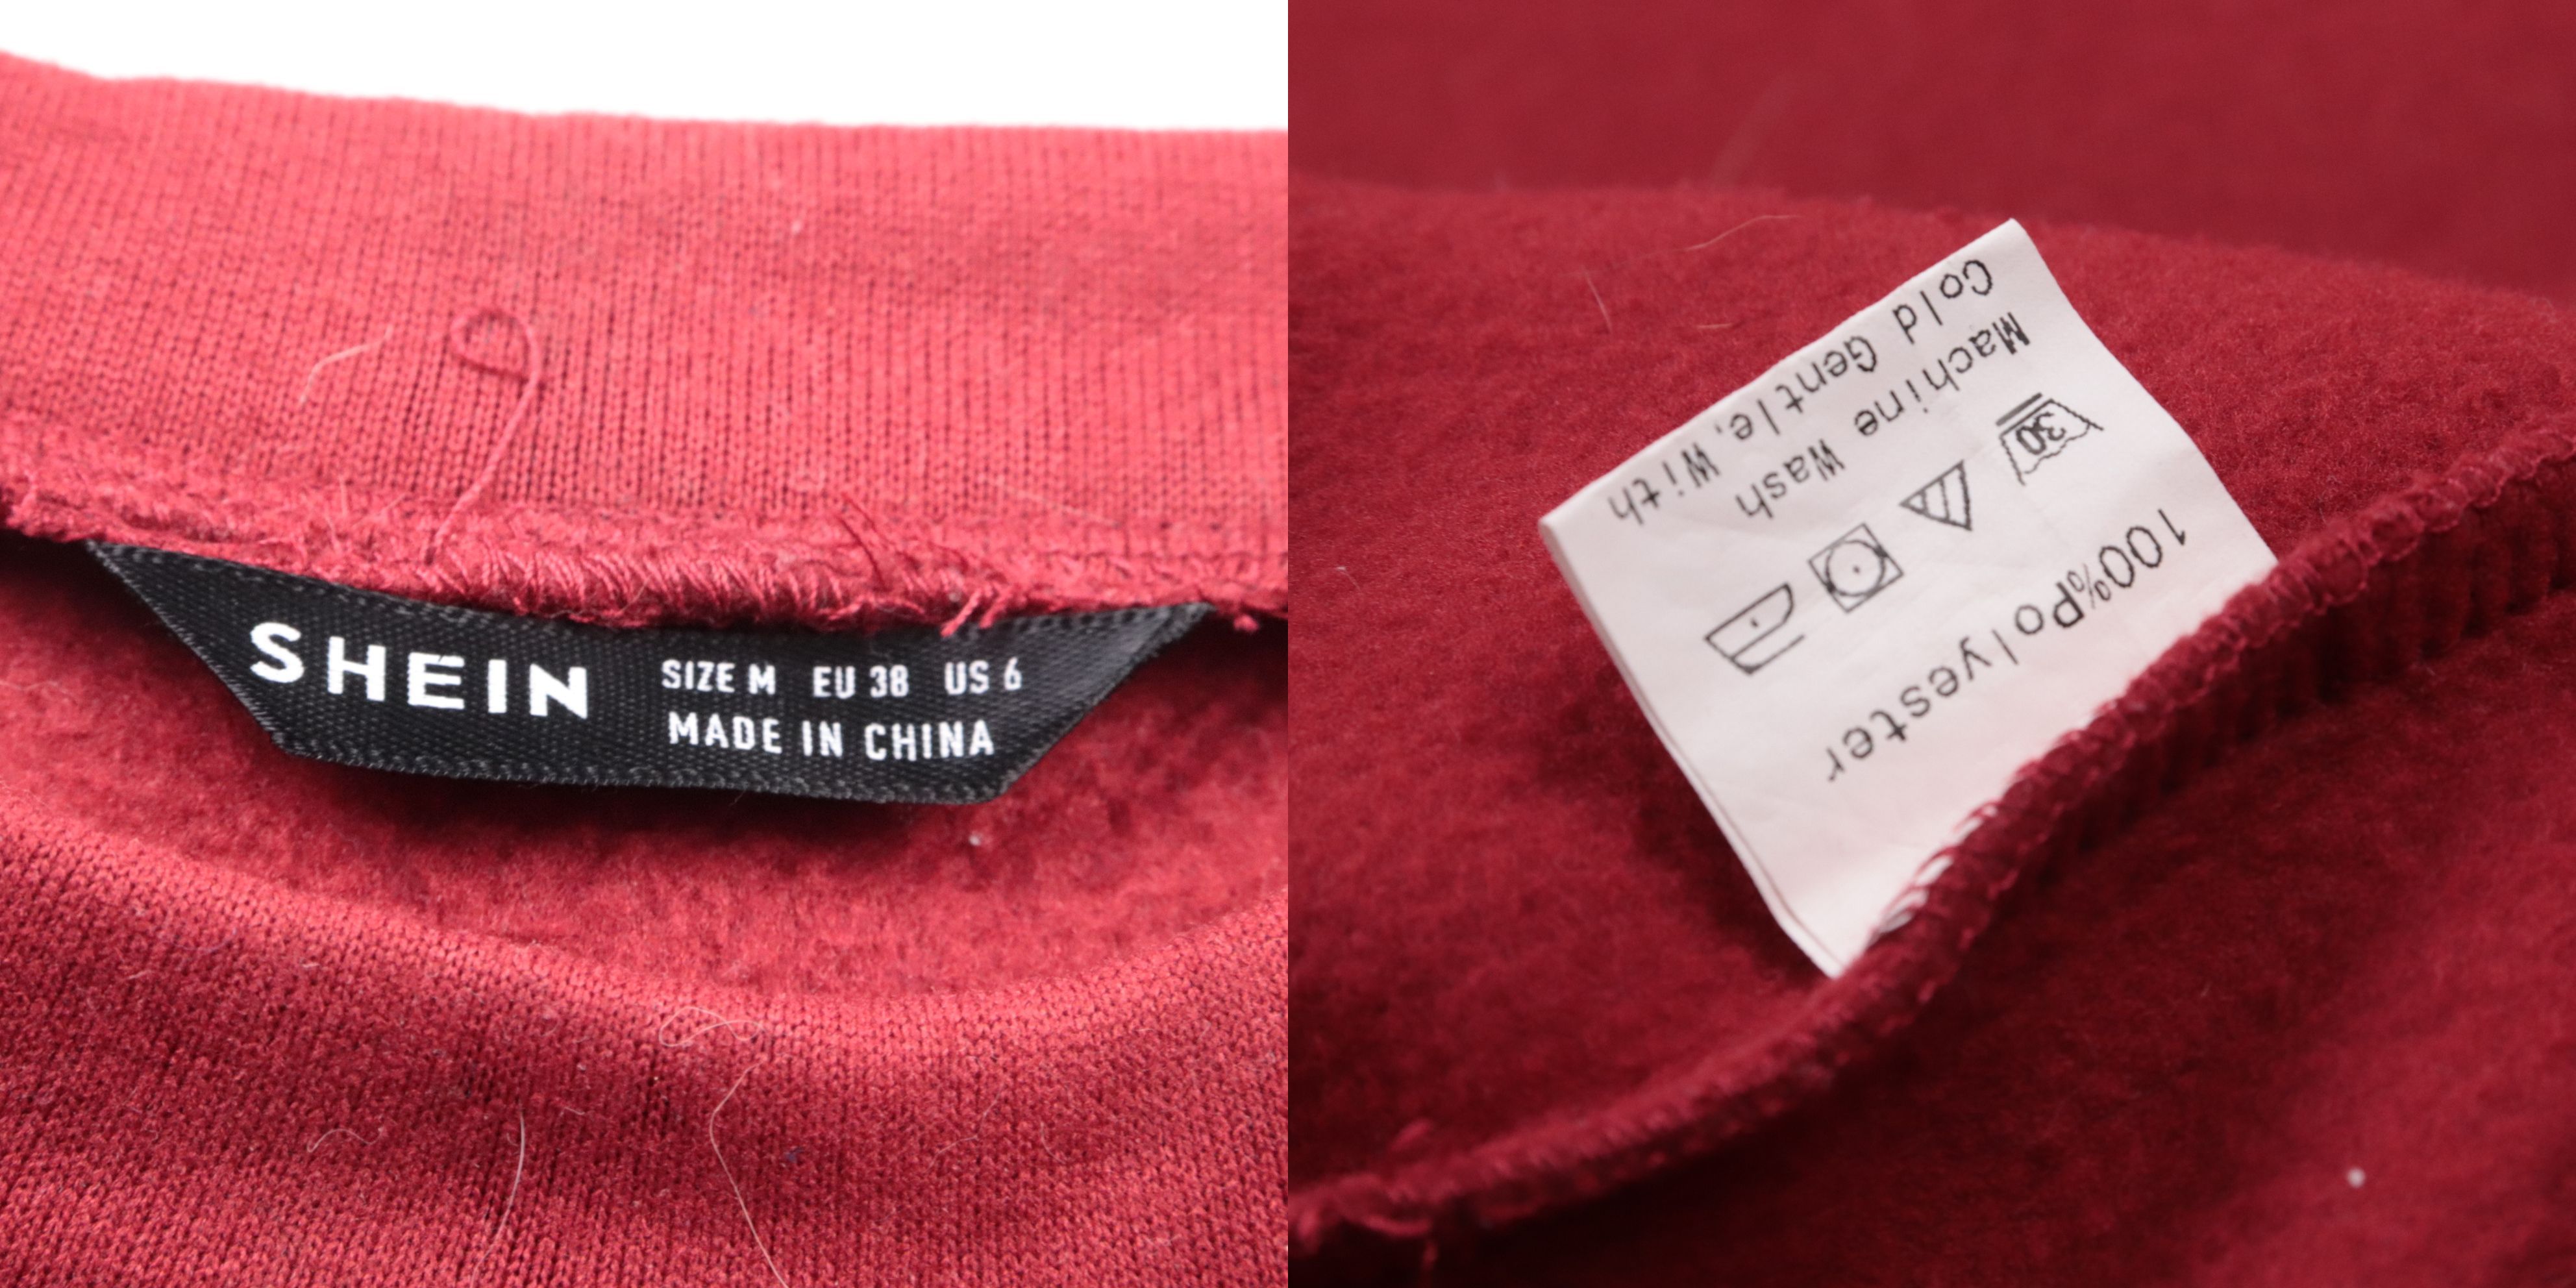 SHEIN
SIZE M EU 38 US 6
MADE IN CHINA
100%Polyester
30
Machine Wash
Cold Gentle, With